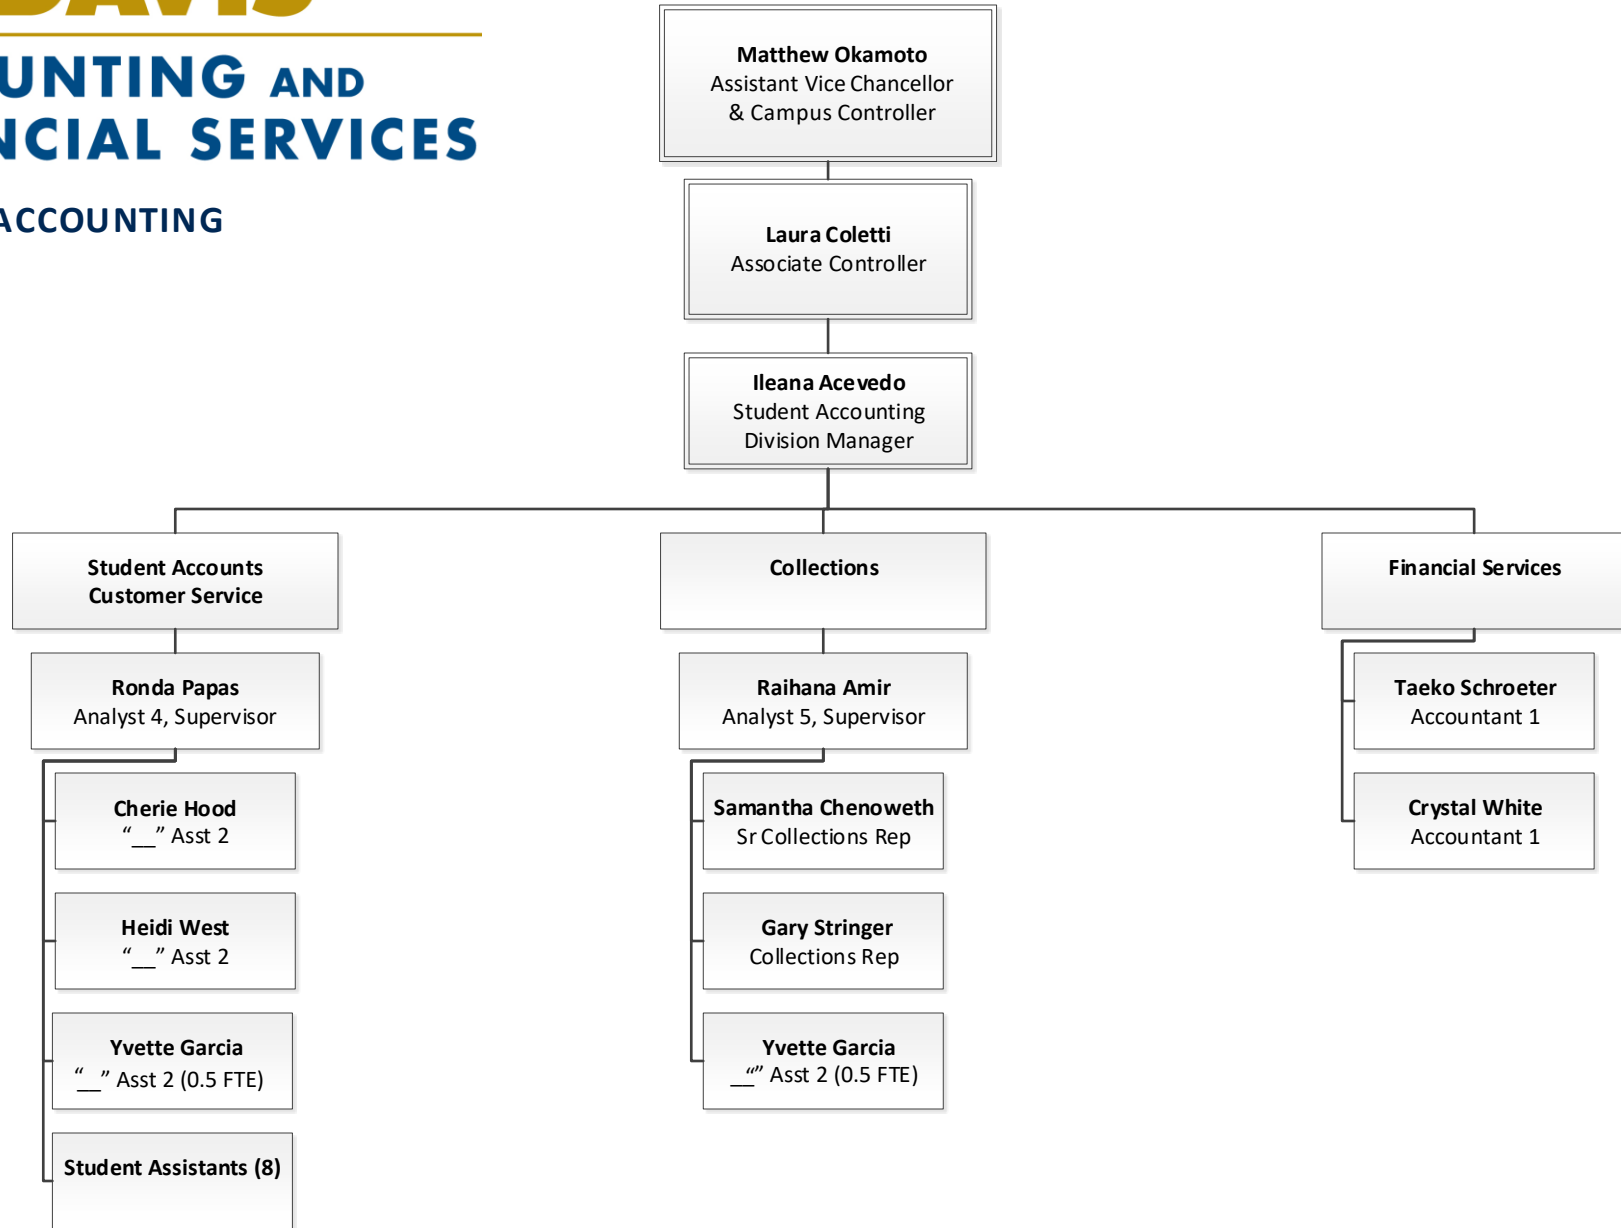 DAVIS
UNTING AND
NCIAL SERVICES
ACCOUNTING
Matthew Okamoto
Assistant Vice Chancellor
& Campus Controller
Laura Coletti
Associate Controller
Ileana Acevedo
Student Accounting
Division Manager
Student Accounts
Customer Service
Ronda Papas
Analyst 4, Supervisor
Cherie Hood
“__” Asst 2
Heidi West
“__” Asst 2
Yvette Garcia
“__” Asst 2 (0.5 FTE)
Student Assistants (8)
Collections
Raihana Amir
Analyst 5, Supervisor
Samantha Chenoweth
Sr Collections Rep
Gary Stringer
Collections Rep
Yvette Garcia
__“” Asst 2 (0.5 FTE)
Financial Services
Taeko Schroeter
Accountant 1
Crystal White
Accountant 1